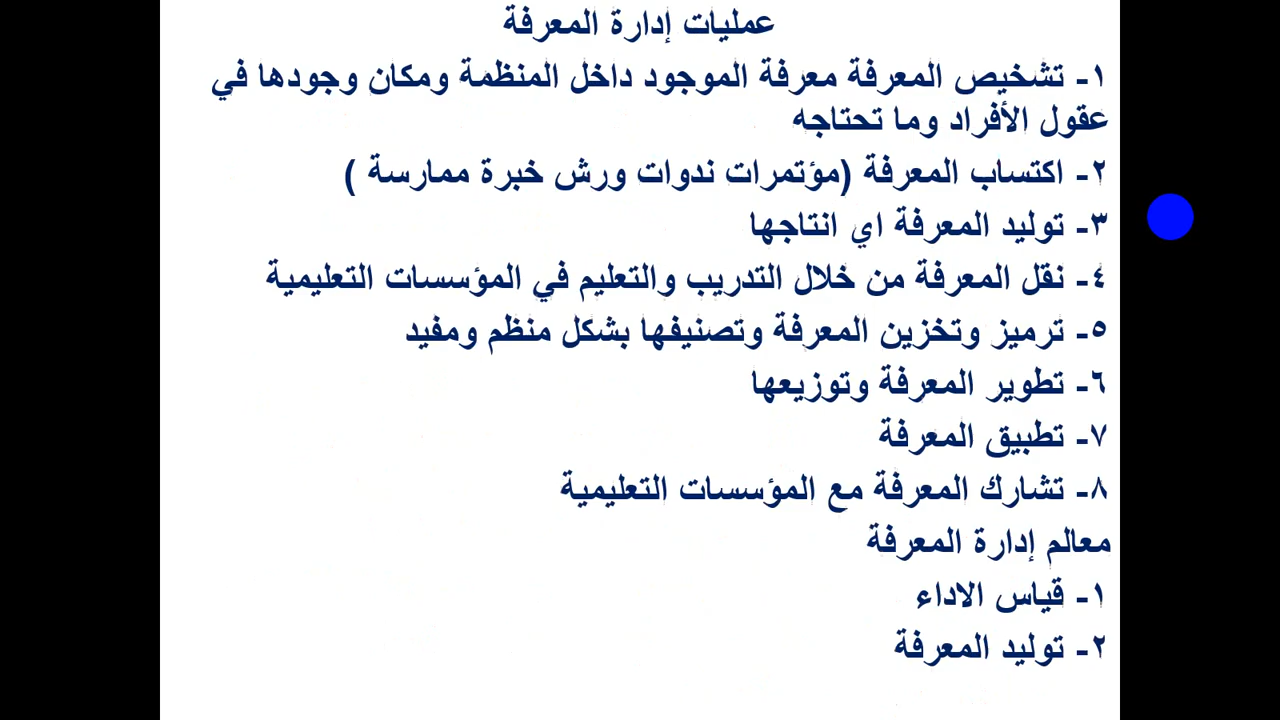 عمليات إدارة المعرفة
١- تشخيص المعرفة معرفة الموجود داخل المنظمة ومكان وجودها في
عقول الأفراد وما تحتاجه
٢- اكتساب المعرفة (مؤتمرات ندوات ورش خبرة ممارسة )
٣- توليد المعرفة اي انتاجها
٤- نقل المعرفة من خلال التدريب والتعليم في المؤسسات التعليمية
٥- ترميز وتخزين المعرفة وتصنيفها بشكل منظم ومفيد
٦- تطوير المعرفة وتوزيعها
٧- تطبيق المعرفة
٨- تشارك المعرفة مع المؤسسات التعليمية
معالم إدارة المعرفة
١- قياس الاداء
٢- توليد المعرفة